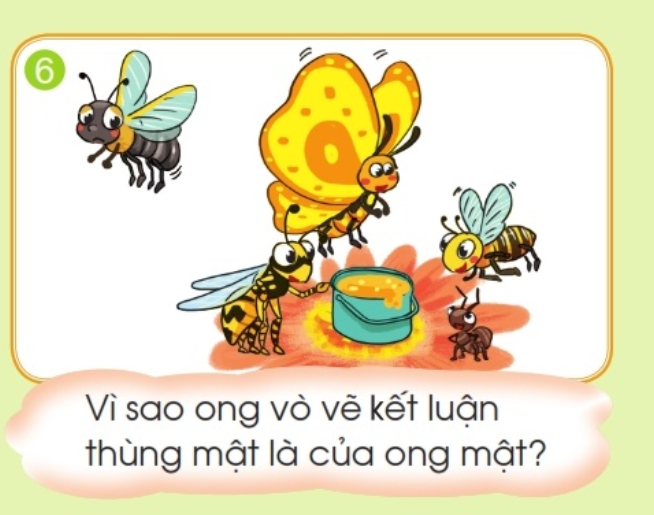 6
Vì sao ong vò vẽ kết luận
thùng mật là của ong mật?